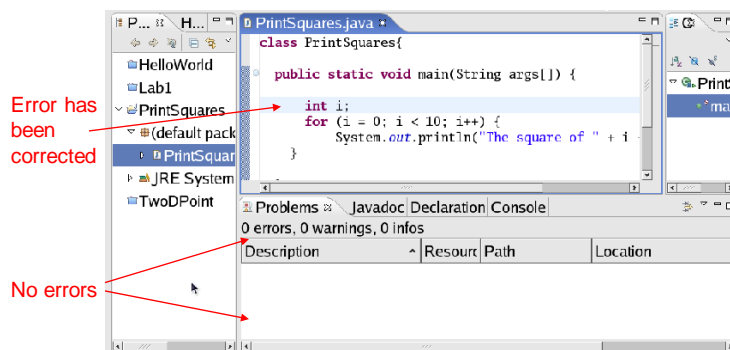 P... H... PrintSquares.java
class PrintSquares{
HelloWorld
public static void main(String args[]) {
Lab1
Error has
been
corrected
PrintSquares
int i;
for (i = 0; i < 10; i++) {
(default pack
System.out.println("The square of " + i
PrintSquar
}
JRE System
TwoDPoint
Print
ma
Problems Javadoc Declaration Console
0 errors, 0 warnings, 0 infos
Description Resourc Path Location
No errors